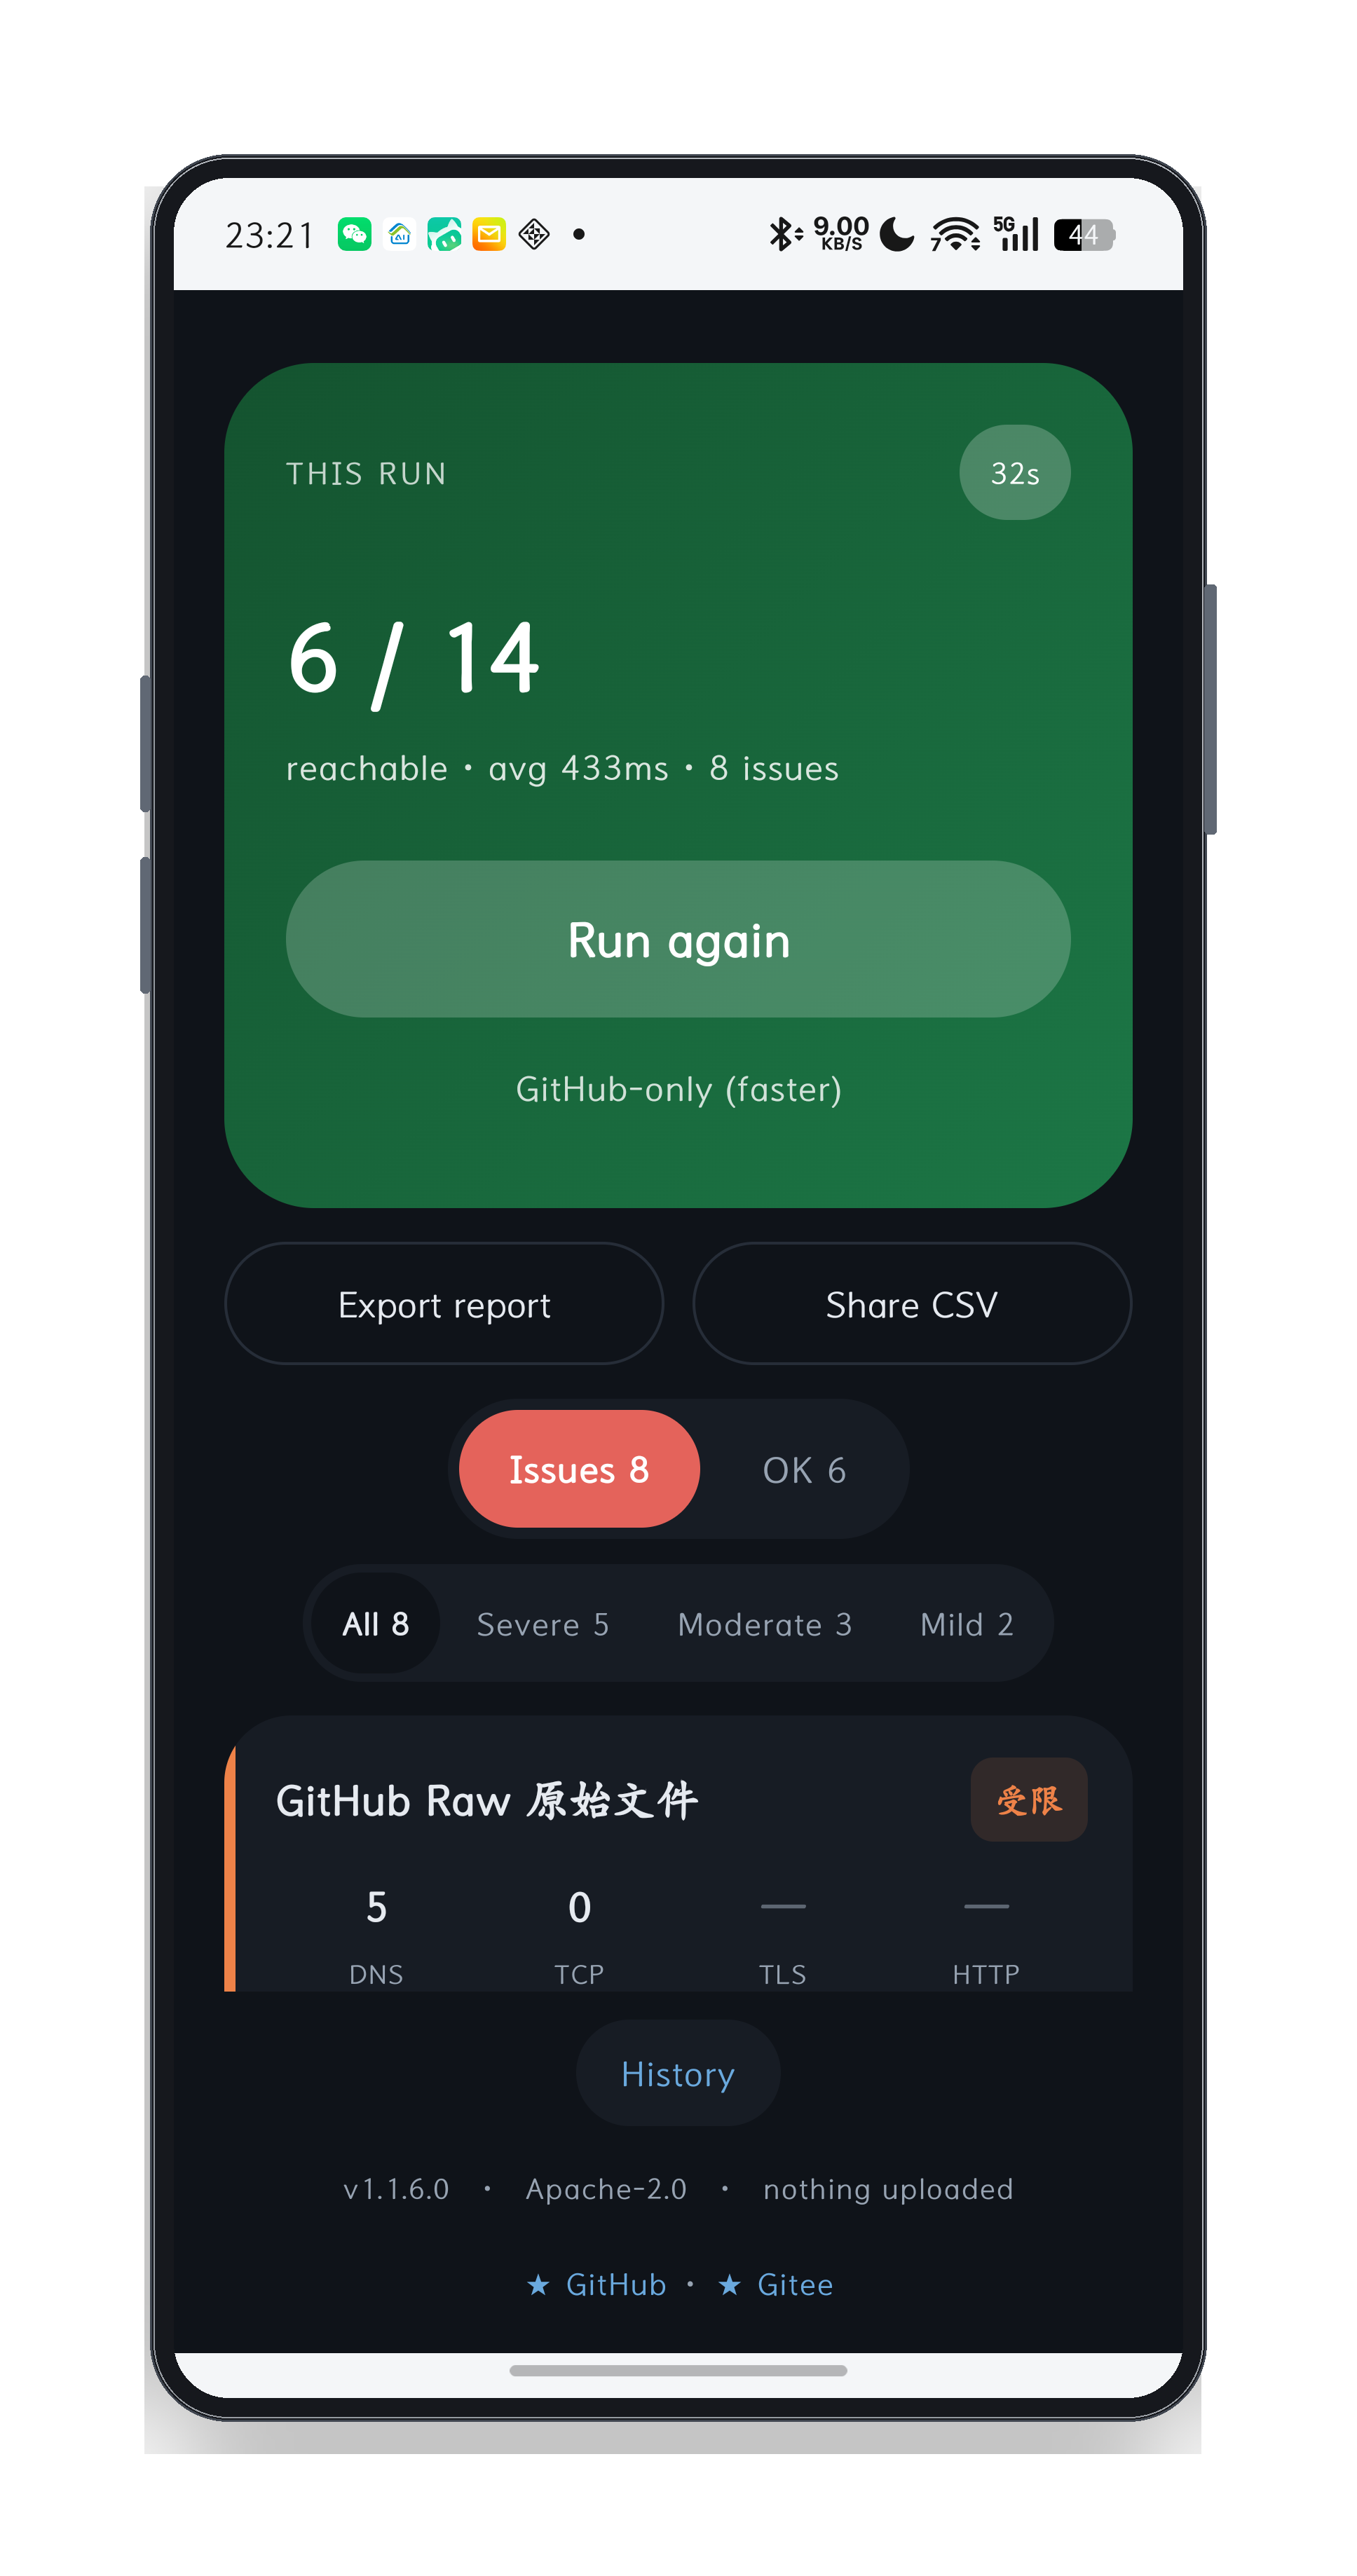 23:21 9.00 KB/S 7 5G 44
THIS RUN 32s
6 / 14
reachable · avg 433ms · 8 issues
Run again
GitHub-only (faster)
Export report Share CSV
Issues 8 OK 6
All 8 Severe 5 Moderate 3 Mild 2
GitHub Raw 原始文件 受限
5 0 — —
DNS TCP TLS HTTP
History
v1.1.6.0 · Apache-2.0 · nothing uploaded
★ GitHub · ★ Gitee